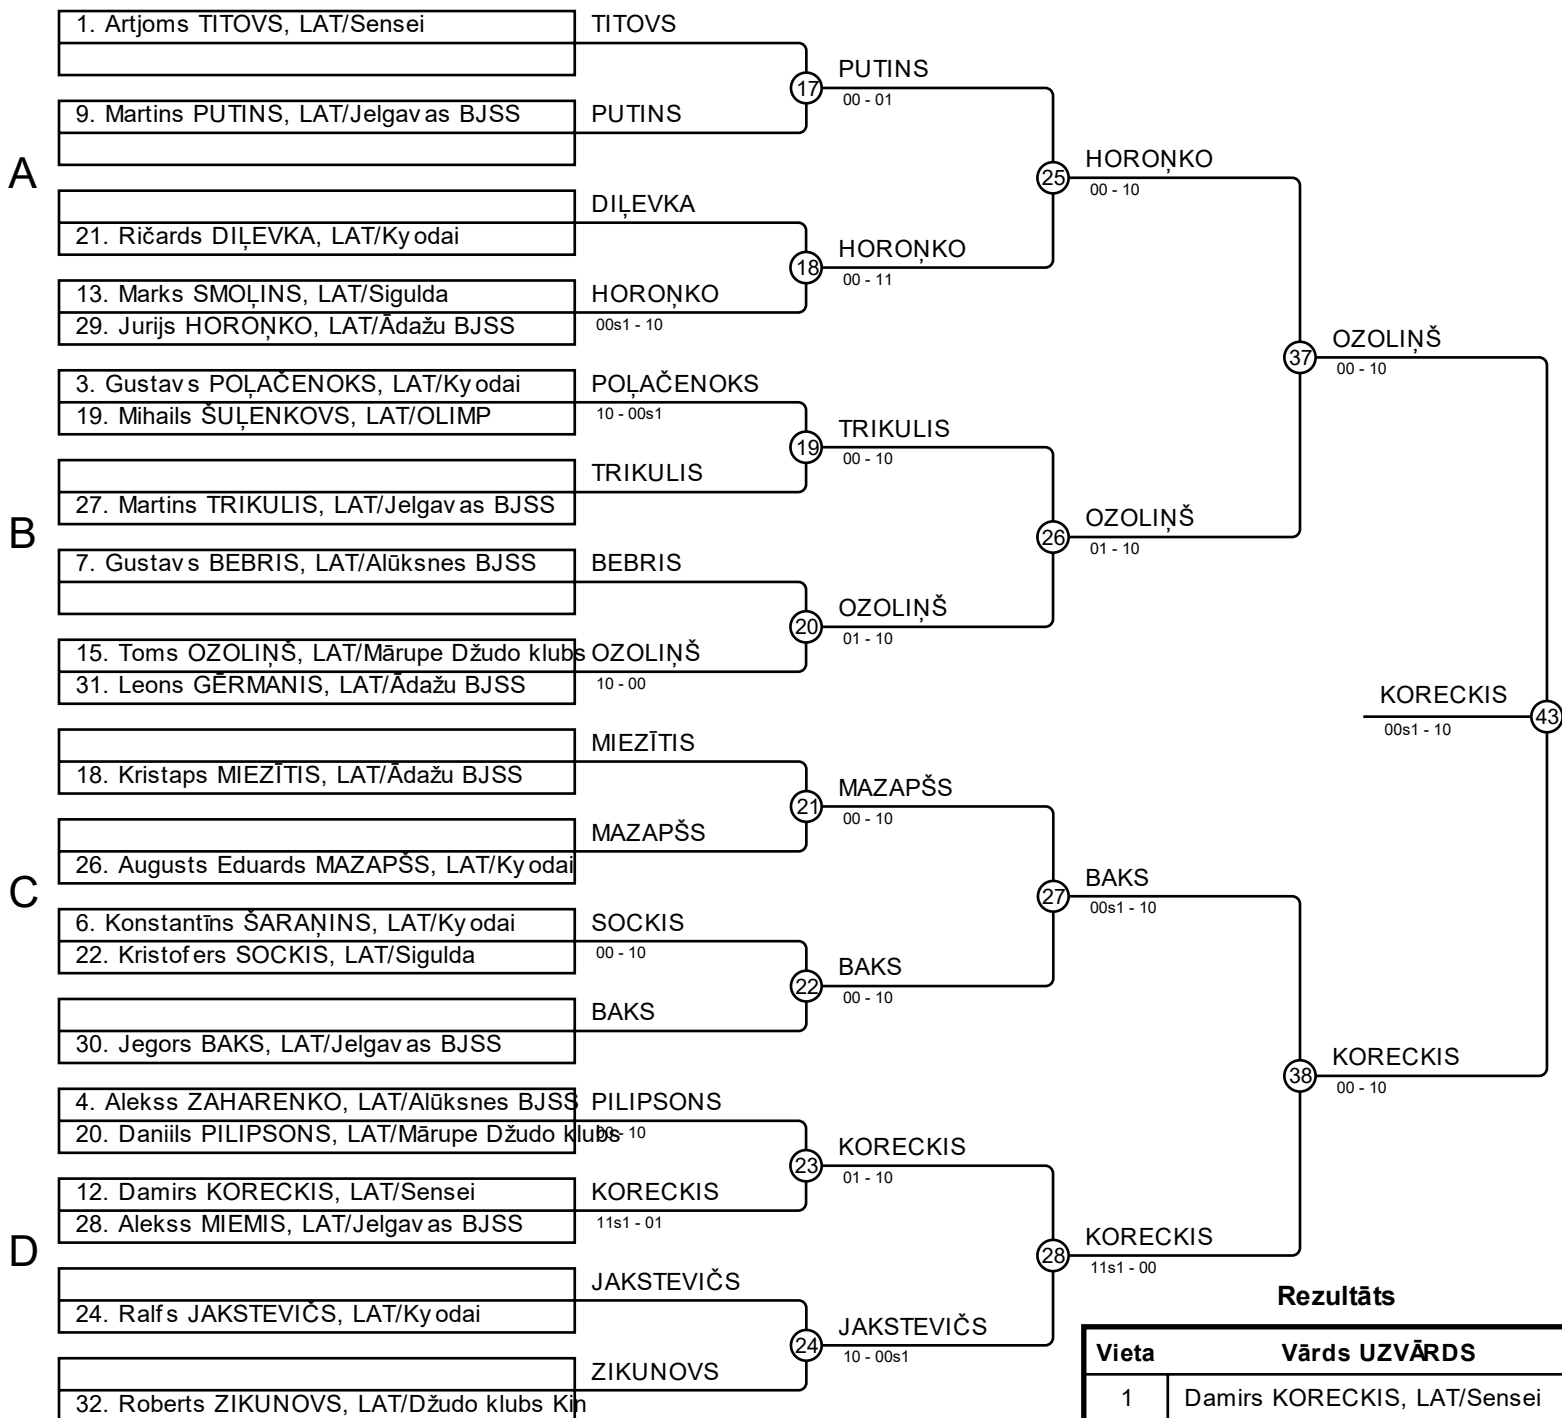 A
1. Artjoms TITOVS, LAT/Sensei
9. Martins PUTINS, LAT/Jelgavas BJSS
21. Ričards DIĻEVKA, LAT/Kyodai
13. Marks SMOĻINS, LAT/Sigulda
29. Jurijs HOROŅKO, LAT/Ādažu BJSS
B
3. Gustavs POĻAČENOKS, LAT/Kyodai
19. Mihails ŠUĻENKOVS, LAT/OLIMP
27. Martins TRIKULIS, LAT/Jelgavas BJSS
7. Gustavs BEBRIS, LAT/Alūksnes BJSS
15. Toms OZOLIŅŠ, LAT/Mārupe Džudo klubs
31. Leons GĒRMANIS, LAT/Ādažu BJSS
C
18. Kristaps MIEZĪTIS, LAT/Ādažu BJSS
26. Augusts Eduards MAZAPŠS, LAT/Kyodai
6. Konstantīns ŠARAŅINS, LAT/Kyodai
22. Kristofers SOCKIS, LAT/Sigulda
30. Jegors BAKS, LAT/Jelgavas BJSS
D
4. Alekss ZAHARENKO, LAT/Alūksnes BJSS
20. Daniils PILIPSONS, LAT/Mārupe Džudo klubs
12. Damirs KORECKIS, LAT/Sensei
28. Alekss MIEMIS, LAT/Jelgavas BJSS
24. Ralfs JAKSTEVIČS, LAT/Kyodai
32. Roberts ZIKUNOVS, LAT/Džudo klubs Kin
TITOVS
PUTINS
DIĻEVKA
HOROŅKO
00s1 - 10
POĻAČENOKS
10 - 00s1
TRIKULIS
BEBRIS
OZOLIŅŠ
10 - 00
MIEZĪTIS
MAZAPŠS
SOCKIS
00 - 10
BAKS
PILIPSONS
00 - 10
KORECKIS
11s1 - 01
JAKSTEVIČS
ZIKUNOVS
17
PUTINS
00 - 01
18
HOROŅKO
00 - 11
19
TRIKULIS
00 - 10
20
OZOLIŅŠ
01 - 10
21
MAZAPŠS
00 - 10
22
BAKS
00 - 10
23
KORECKIS
01 - 10
24
JAKSTEVIČS
10 - 00s1
25
HOROŅKO
00 - 10
26
OZOLIŅŠ
01 - 10
27
BAKS
00s1 - 10
28
KORECKIS
11s1 - 00
37
OZOLIŅŠ
00 - 10
38
KORECKIS
00 - 10
KORECKIS
43
00s1 - 10
Rezultāts
Vieta Vārds UZVĀRDS
1 Damirs KORECKIS, LAT/Sensei